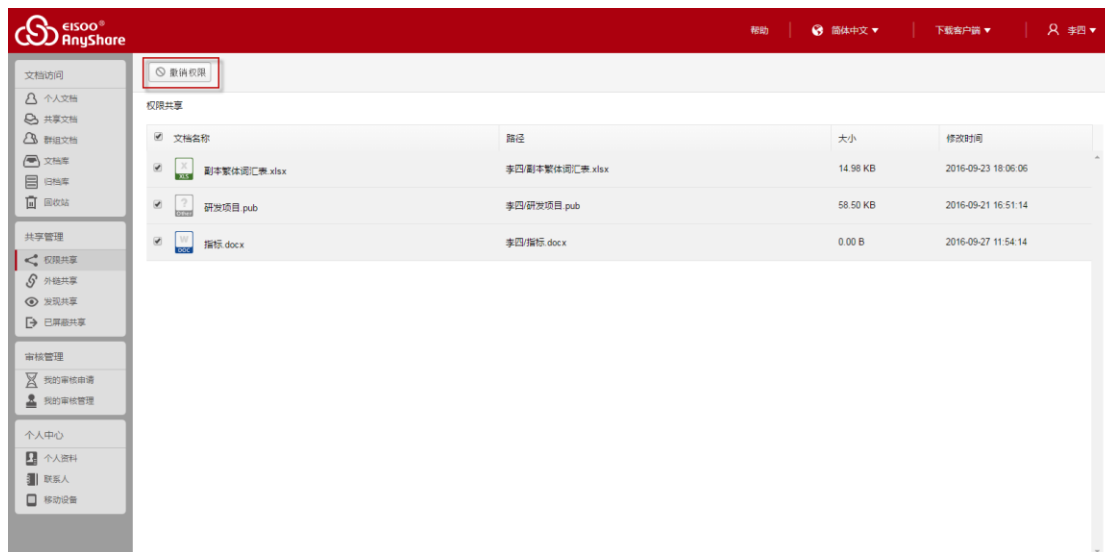 EISOO® AnyShare
帮助 简体中文 ▼ 下载客户端 ▼ 李四 ▼
文档访问
个人文档
共享文档
群组文档
文档库
归档库
回收站
共享管理
权限共享
外链共享
发现共享
已屏蔽共享
审核管理
我的审核申请
我的审核管理
个人中心
个人资料
联系人
移动设备
撤销权限
权限共享
文档名称 路径 大小 修改时间
X XLS 副本繁体词汇表.xlsx 李四/副本繁体词汇表.xlsx 14.98 KB 2016-09-23 18:06:06
? Other 研发项目.pub 李四/研发项目.pub 58.50 KB 2016-09-21 16:51:14
W DOC 指标.docx 李四/指标.docx 0.00 B 2016-09-27 11:54:14